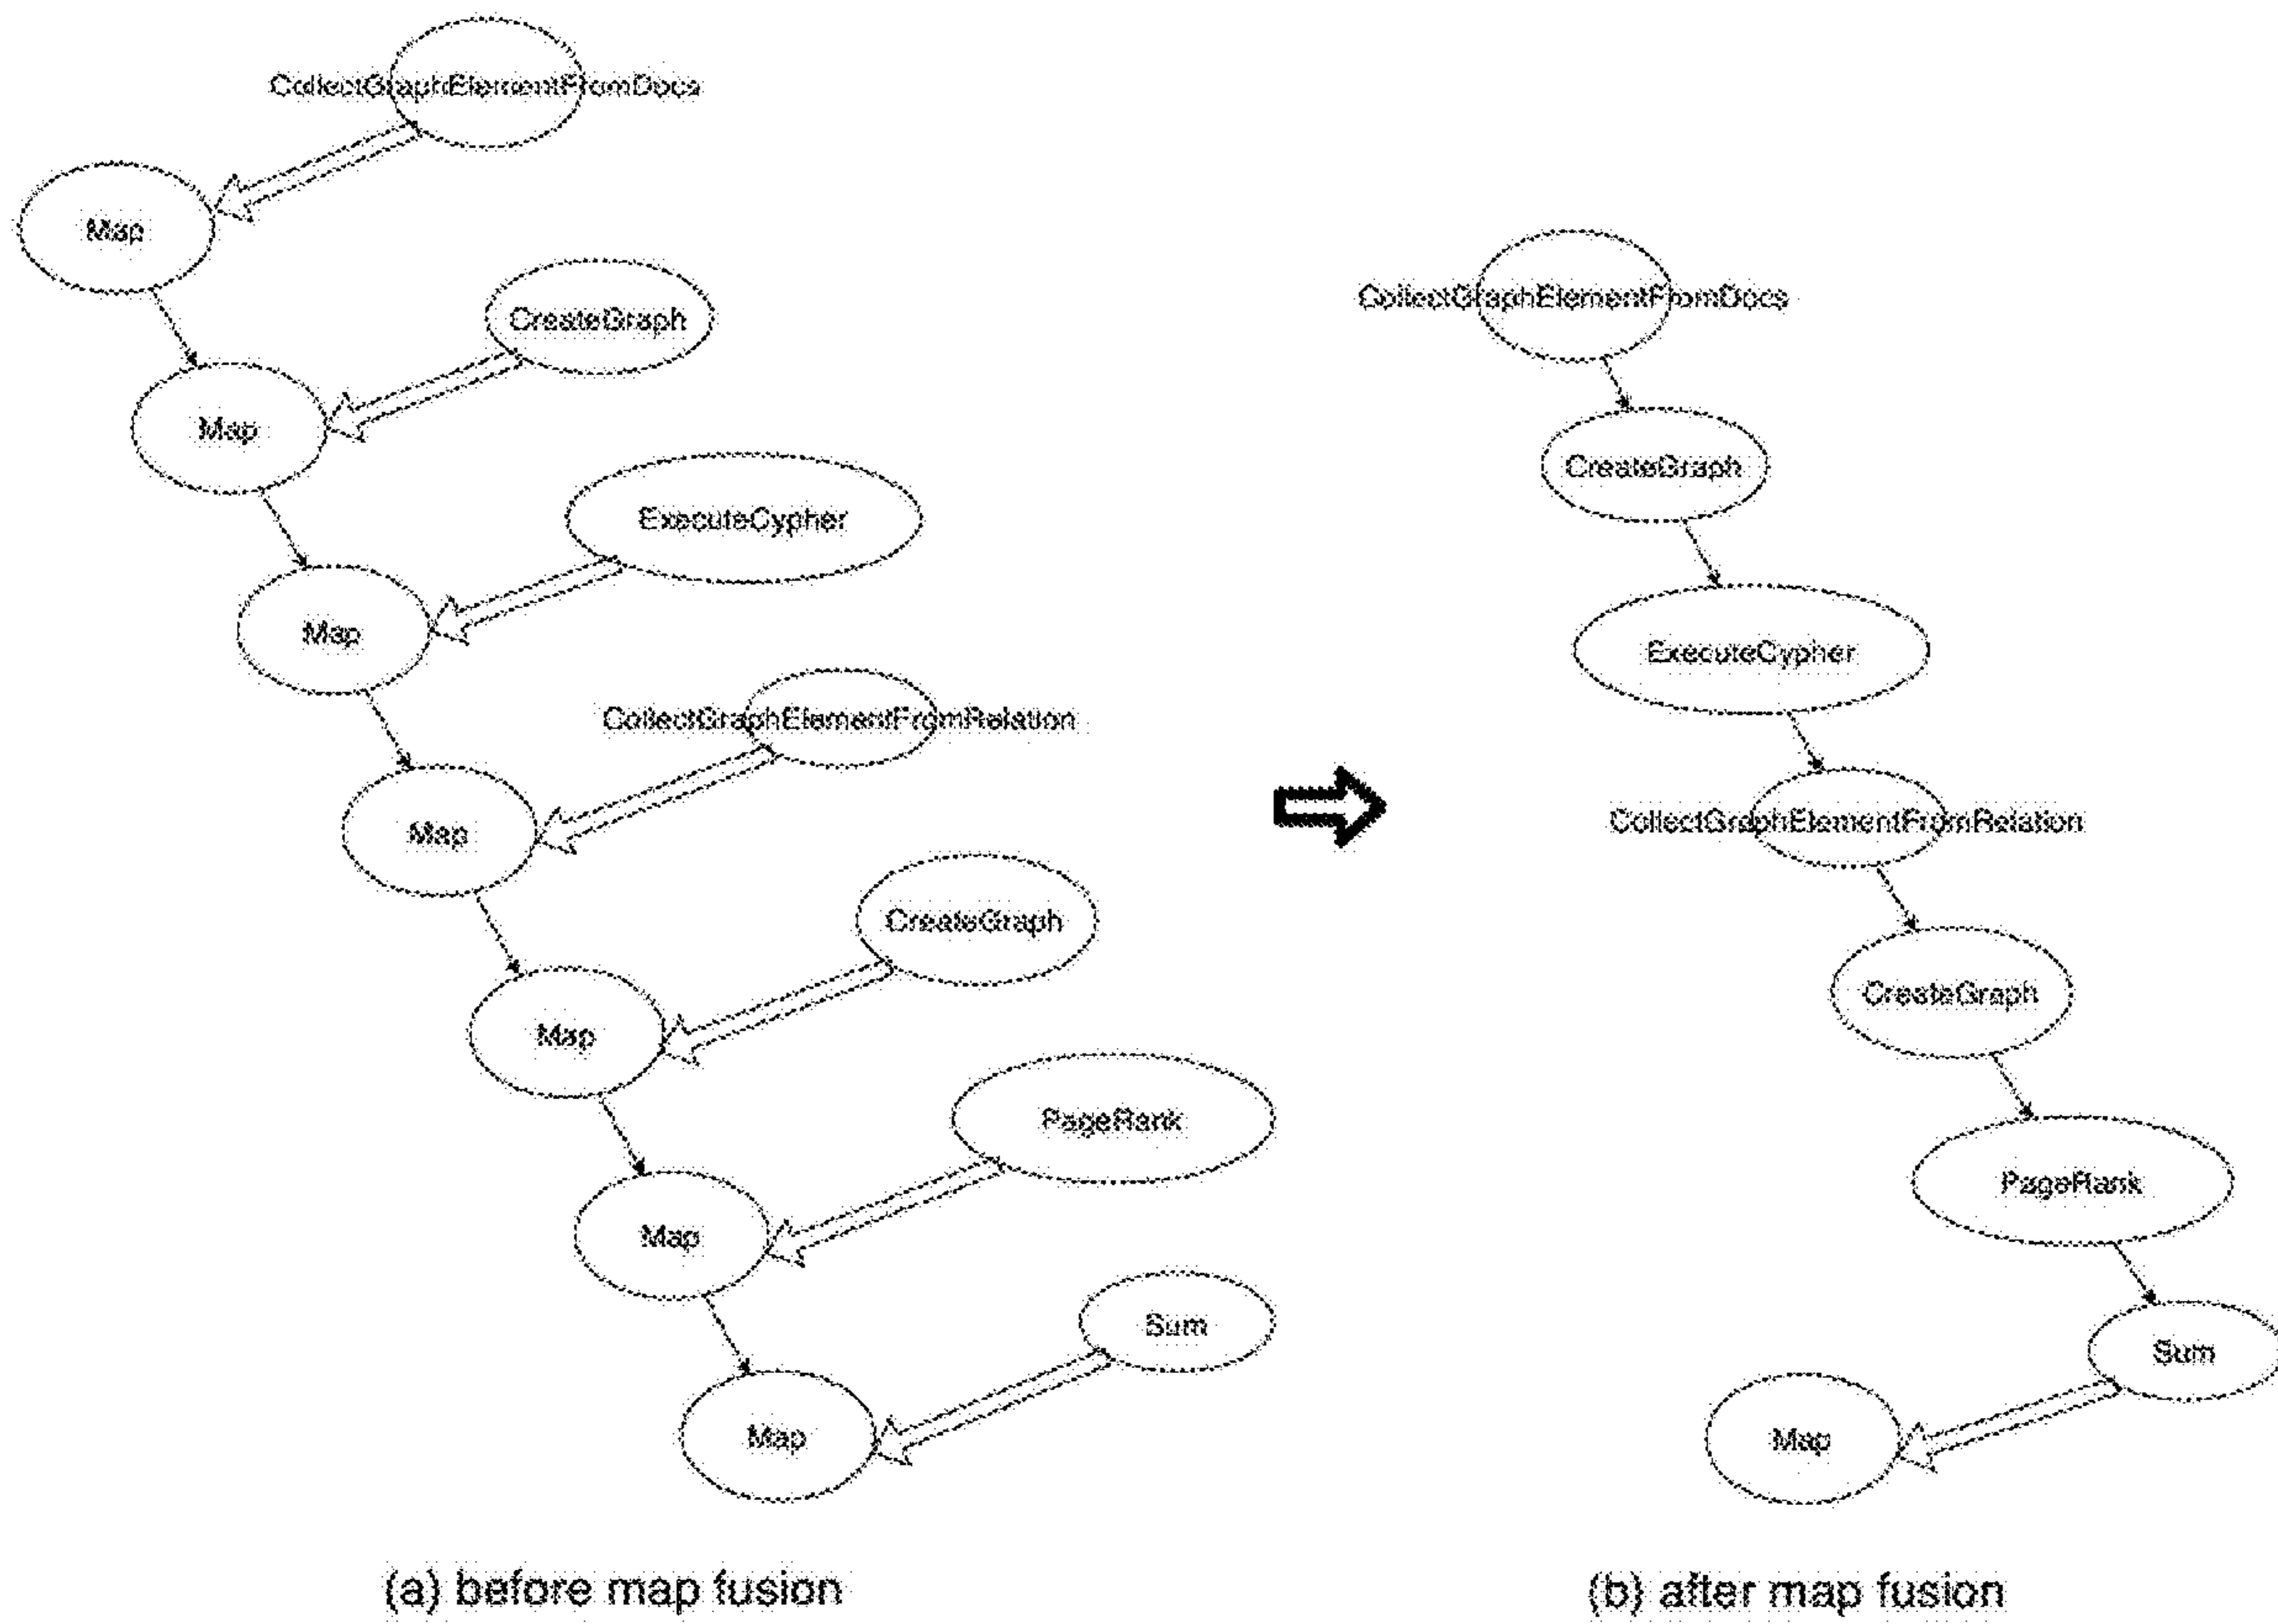 CollectGraphElementFromDocs
Map
CreateGraph
Map
ExecuteCypher
Map
CollectGraphElementFromRelation
Map
CreateGraph
Map
PageRank
Map
Sum
Map
(a) before map fusion
CollectGraphElementFromDocs
CreateGraph
ExecuteCypher
CollectGraphElementFromRelation
CreateGraph
PageRank
Sum
Map
(b) after map fusion